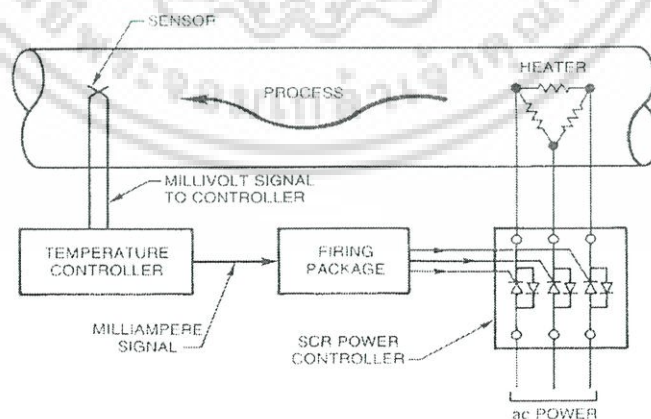 SENSOR
HEATER
PROCESS
MILLIVOLT SIGNAL
TO CONTROLLER
TEMPERATURE
CONTROLLER
FIRING
PACKAGE
MILLIAMPERE
SIGNAL
SCR POWER
CONTROLLER
ac POWER